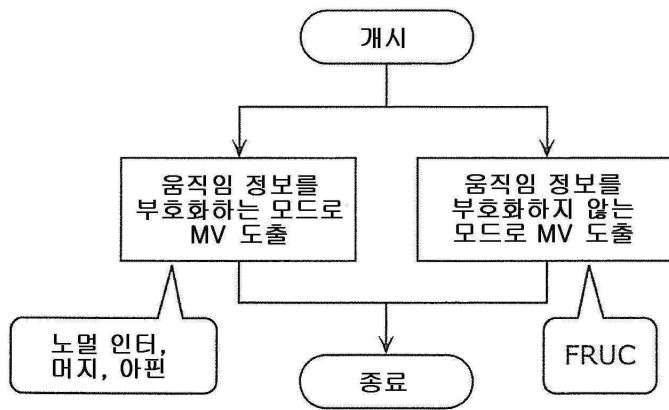 개시
움직임 정보를
부호화하는 모드로
MV 도출
움직임 정보를
부호화하지 않는
모드로 MV 도출
노멀 인터,
머지, 아핀
FRUC
종료